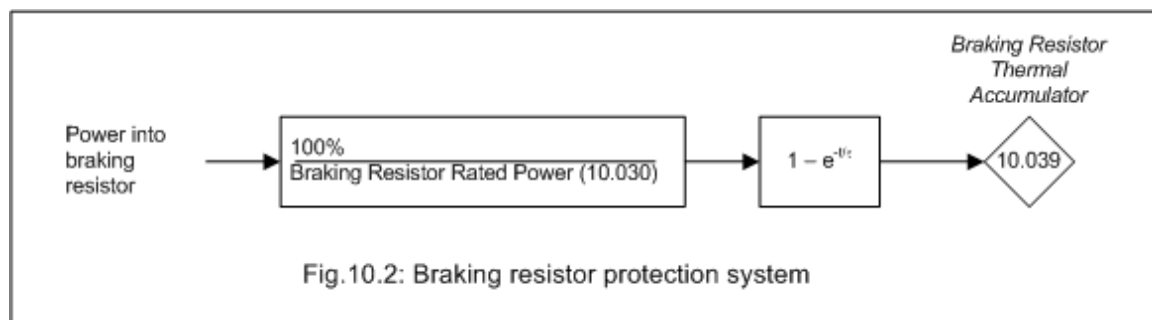 Braking Resistor
Thermal
Accumulator
Power into
braking
resistor
100%
Braking Resistor Rated Power (10.030)
1 – e^-t/τ
10.039
Fig.10.2: Braking resistor protection system